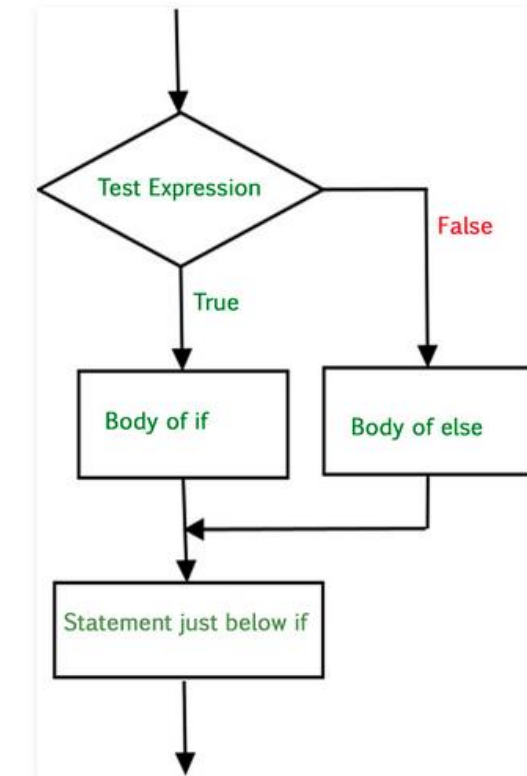 Test Expression
False
True
Body of if
Body of else
Statement just below if